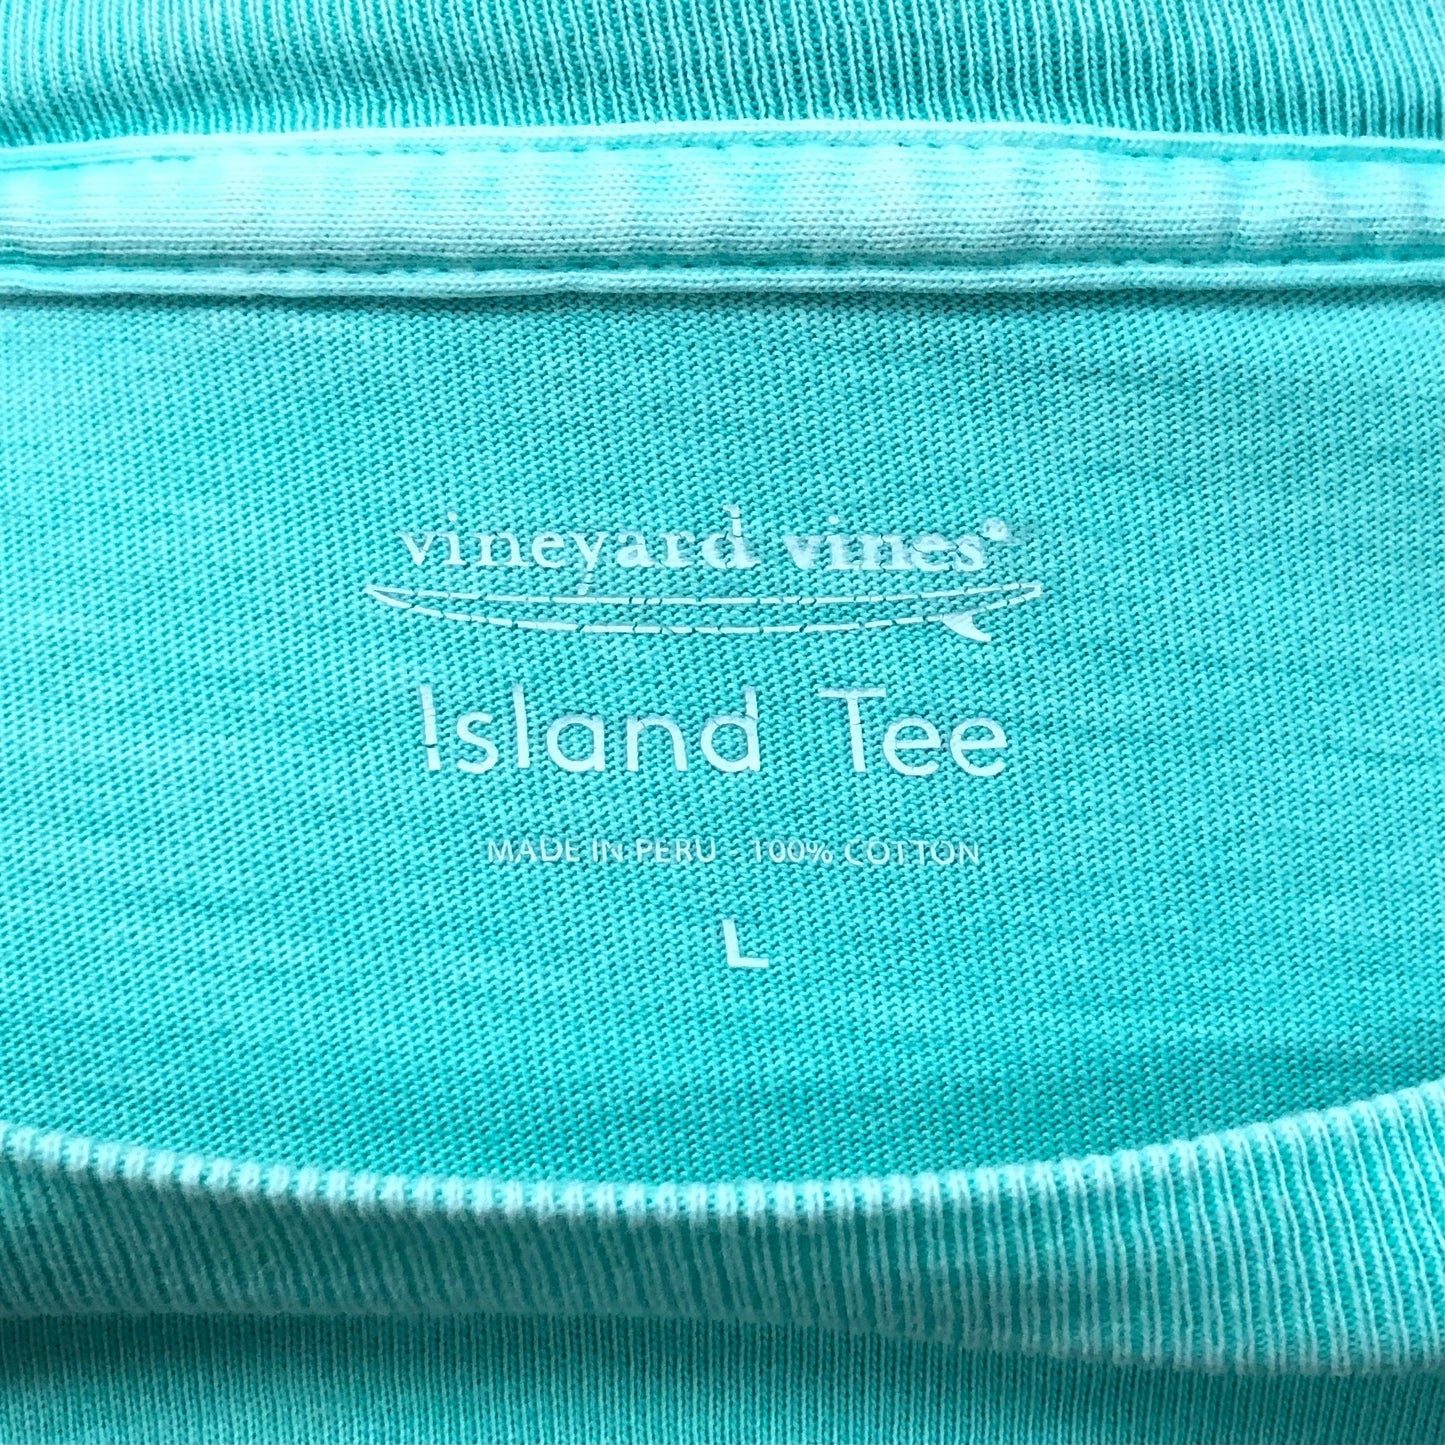 vineyard vines®
Island Tee
MADE IN PERU - 100% COTTON
L